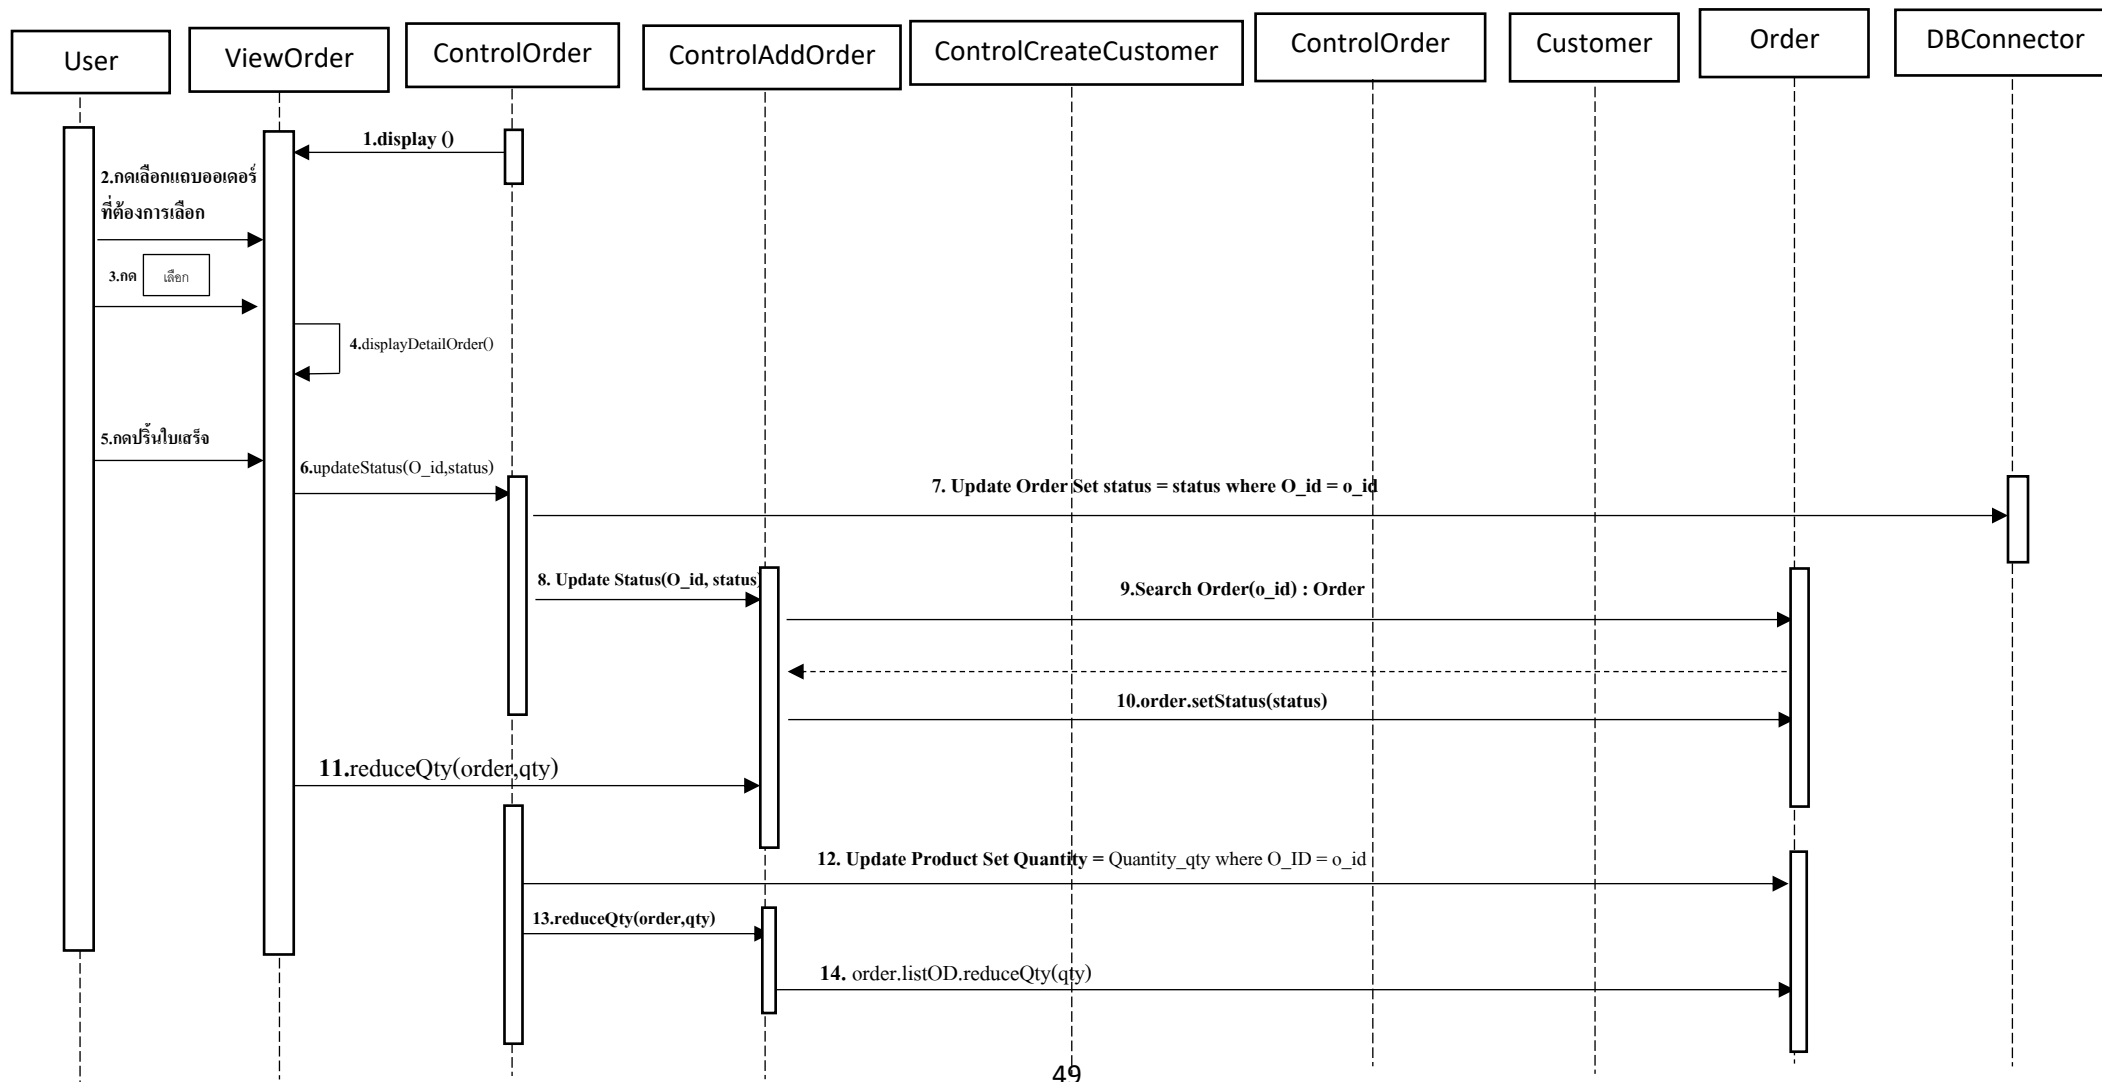 User
ViewOrder
ControlOrder
ControlAddOrder
ControlCreateCustomer
ControlOrder
Customer
Order
DBConnector
1.display ()
2.กดเลือกแถบออเดอร์
ที่ต้องการเลือก
3.กด
เลือก
4.displayDetailOrder()
5.กดปริ้นใบเสร็จ
6.updateStatus(O_id,status)
7. Update Order Set status = status where O_id = o_id
8. Update Status(O_id, status)
9.Search Order(o_id) : Order
10.order.setStatus(status)
11.reduceQty(order,qty)
12. Update Product Set Quantity = Quantity_qty where O_ID = o_id
13.reduceQty(order,qty)
14. order.listOD.reduceQty(qty)
49